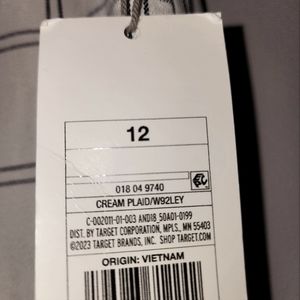 12
018 04 9740
CREAM PLAID/W92LEY
C-002011-01-003 AND18_50A01-0199
DIST. BY TARGET CORPORATION, MPLS., MN 55403
©2023 TARGET BRANDS, INC. SHOP TARGET.COM
ORIGIN: VIETNAM